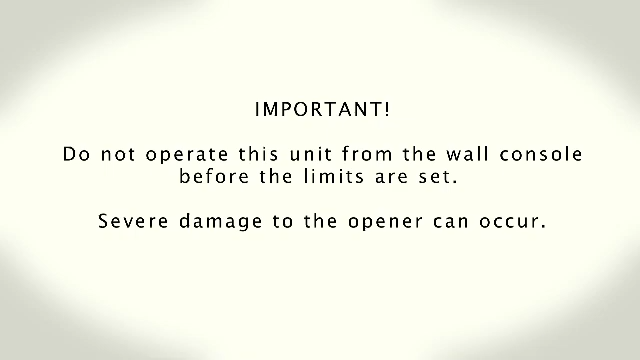 IMPORTANT!
Do not operate this unit from the wall console
before the limits are set.
Severe damage to the opener can occur.